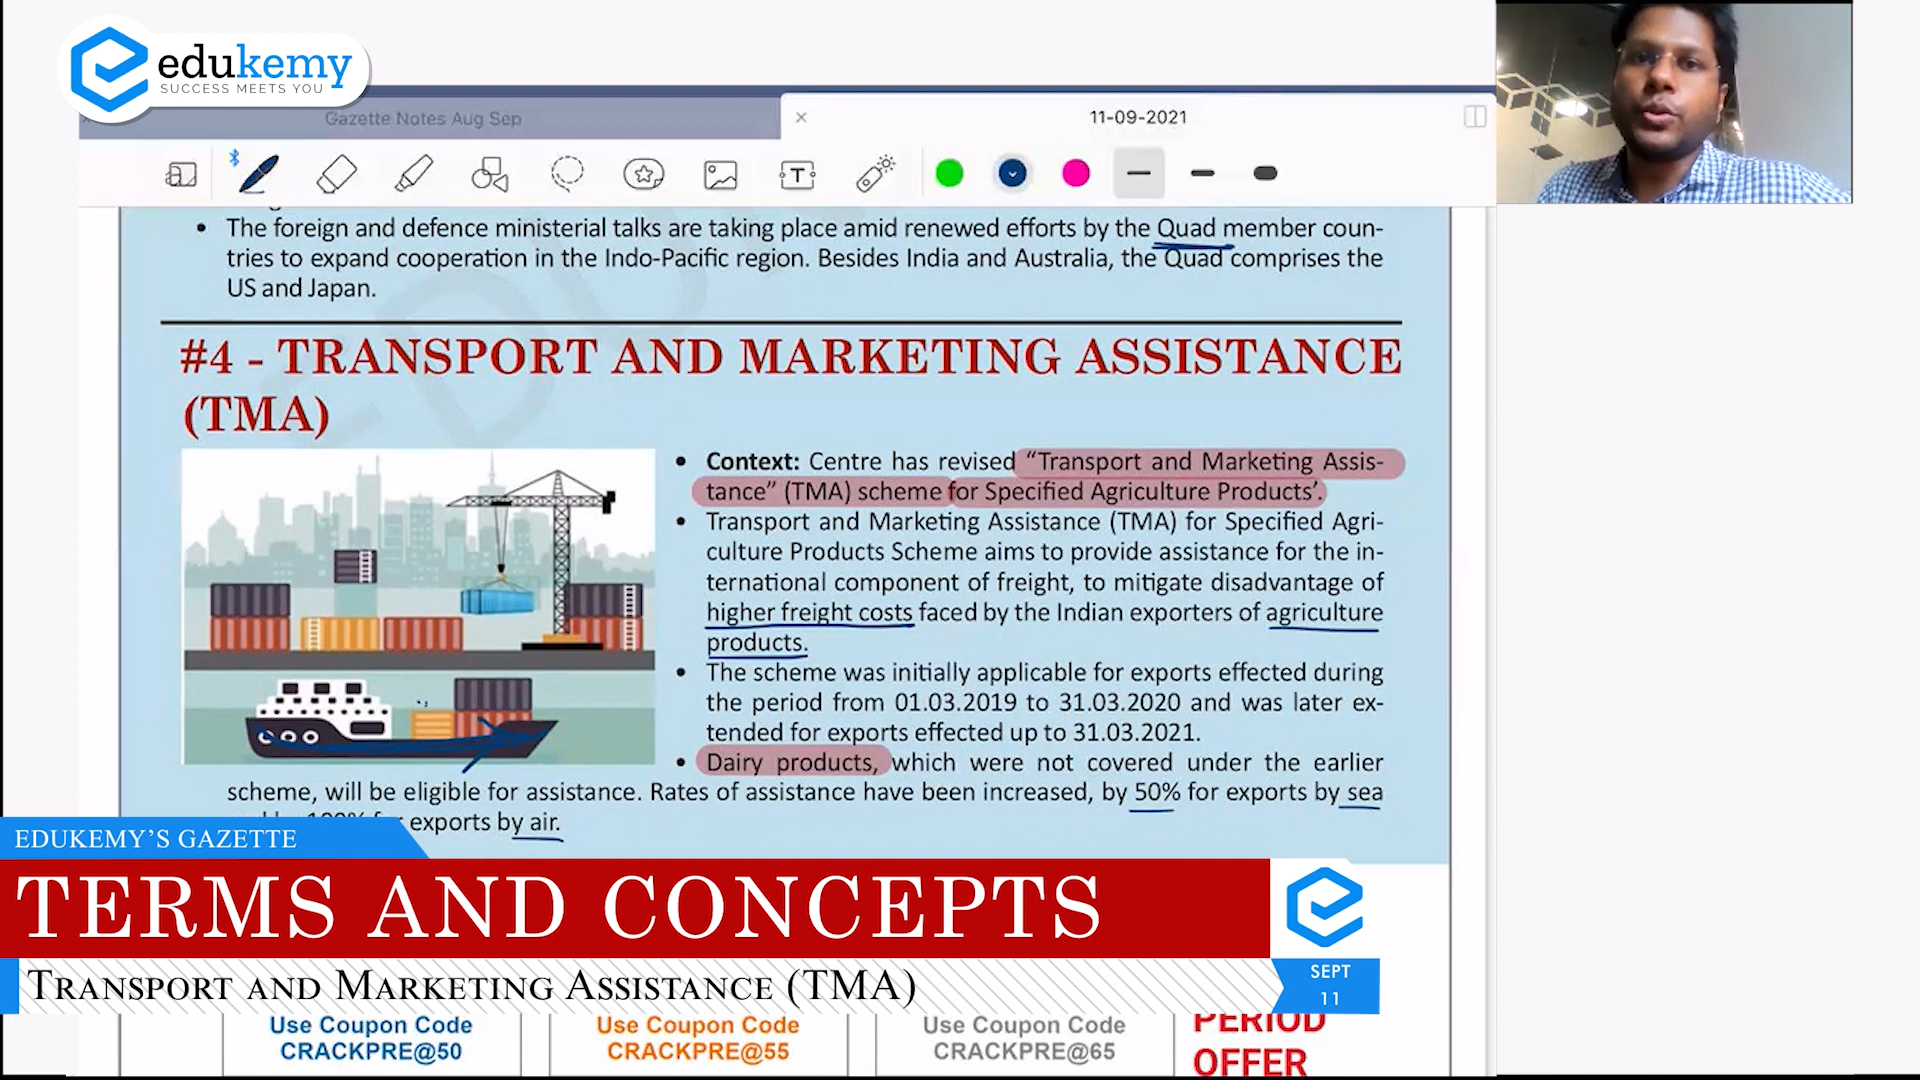 edukemy
SUCCESS MEETS YOU
Gazette Notes Aug Sep
11-09-2021
T
• The foreign and defence ministerial talks are taking place amid renewed efforts by the Quad member coun-
tries to expand cooperation in the Indo-Pacific region. Besides India and Australia, the Quad comprises the
US and Japan.
#4 - TRANSPORT AND MARKETING ASSISTANCE
(TMA)
• Context: Centre has revised “Transport and Marketing Assis-
tance” (TMA) scheme for Specified Agriculture Products’.
• Transport and Marketing Assistance (TMA) for Specified Agri-
culture Products Scheme aims to provide assistance for the in-
ternational component of freight, to mitigate disadvantage of
higher freight costs faced by the Indian exporters of agriculture
products.
• The scheme was initially applicable for exports effected during
the period from 01.03.2019 to 31.03.2020 and was later ex-
tended for exports effected up to 31.03.2021.
• Dairy products, which were not covered under the earlier
scheme, will be eligible for assistance. Rates of assistance have been increased, by 50% for exports by sea
exports by air.
EDUKEMY’S GAZETTE
TERMS AND CONCEPTS
TRANSPORT AND MARKETING ASSISTANCE (TMA)
SEPT
11
Use Coupon Code
CRACKPRE@50
Use Coupon Code
CRACKPRE@55
Use Coupon Code
CRACKPRE@65
PERIOD
OFFER